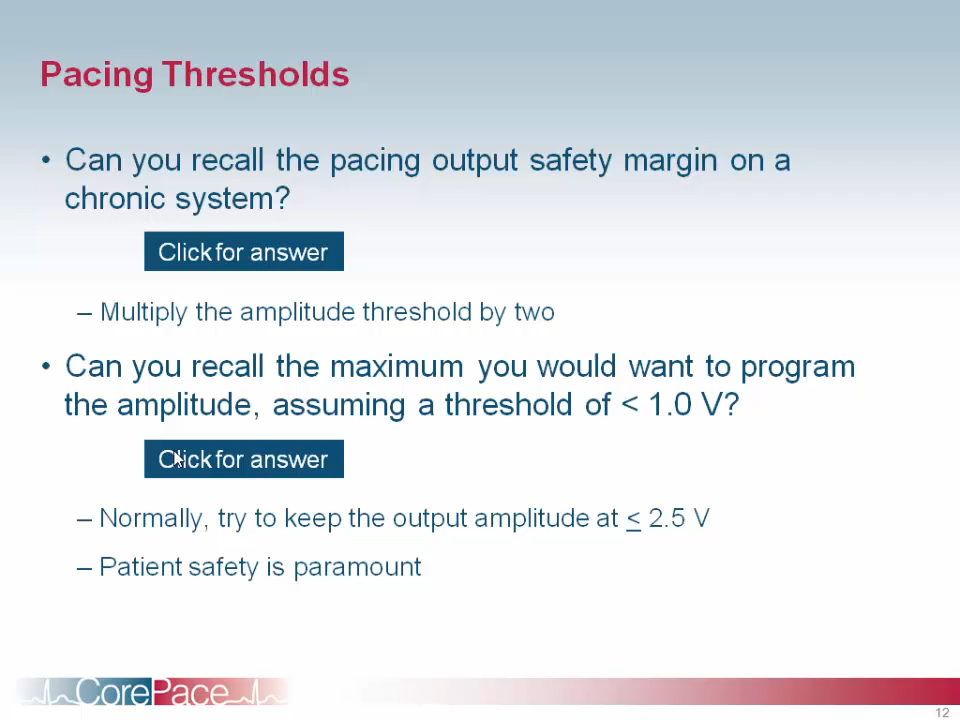 Pacing Thresholds
• Can you recall the pacing output safety margin on a
chronic system?
Click for answer
– Multiply the amplitude threshold by two
• Can you recall the maximum you would want to program
the amplitude, assuming a threshold of < 1.0 V?
Click for answer
– Normally, try to keep the output amplitude at ≤ 2.5 V
– Patient safety is paramount
CorePace
12